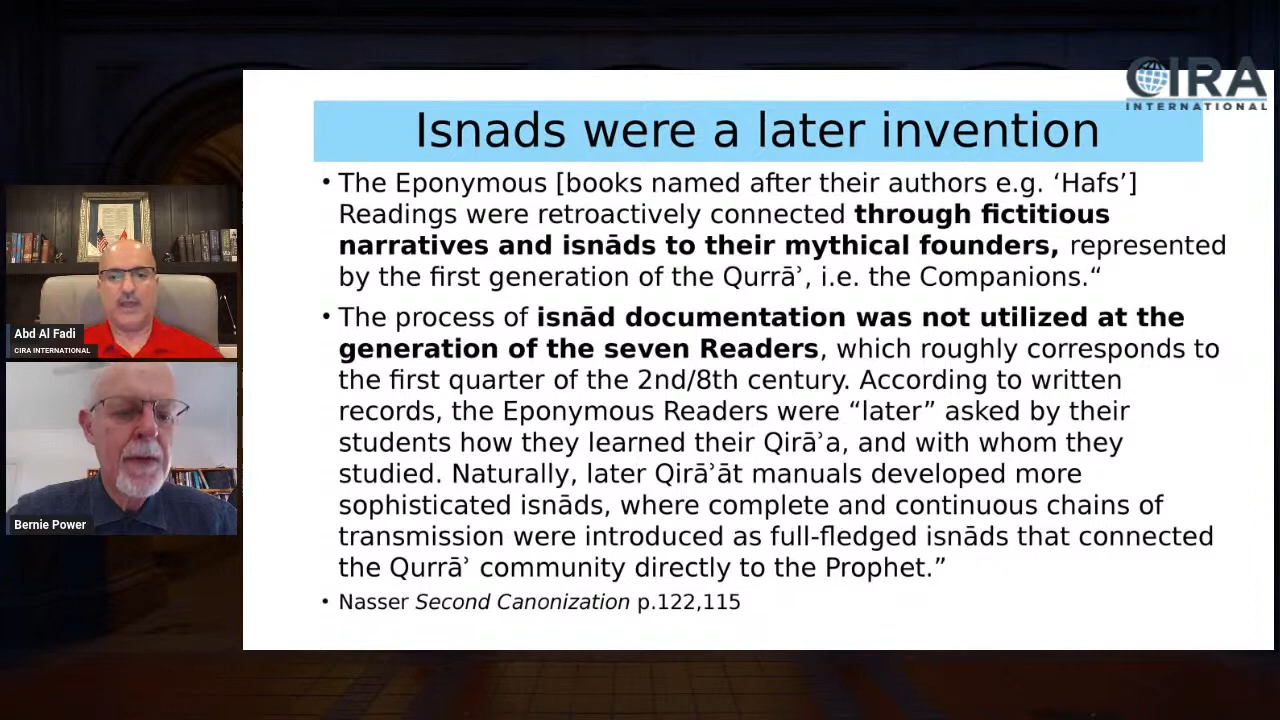 CIRA
INTERNATIONAL
Isnads were a later invention
• The Eponymous [books named after their authors e.g. ‘Hafs’]
Readings were retroactively connected through fictitious
narratives and isnāds to their mythical founders, represented
by the first generation of the Qurrāʾ, i.e. the Companions.“
• The process of isnād documentation was not utilized at the
generation of the seven Readers, which roughly corresponds to
the first quarter of the 2nd/8th century. According to written
records, the Eponymous Readers were “later” asked by their
students how they learned their Qirāʾa, and with whom they
studied. Naturally, later Qirāʾāt manuals developed more
sophisticated isnāds, where complete and continuous chains of
transmission were introduced as full-fledged isnāds that connected
the Qurrāʾ community directly to the Prophet.”
• Nasser Second Canonization p.122,115
Abd Al Fadi
CIRA INTERNATIONAL
Bernie Power